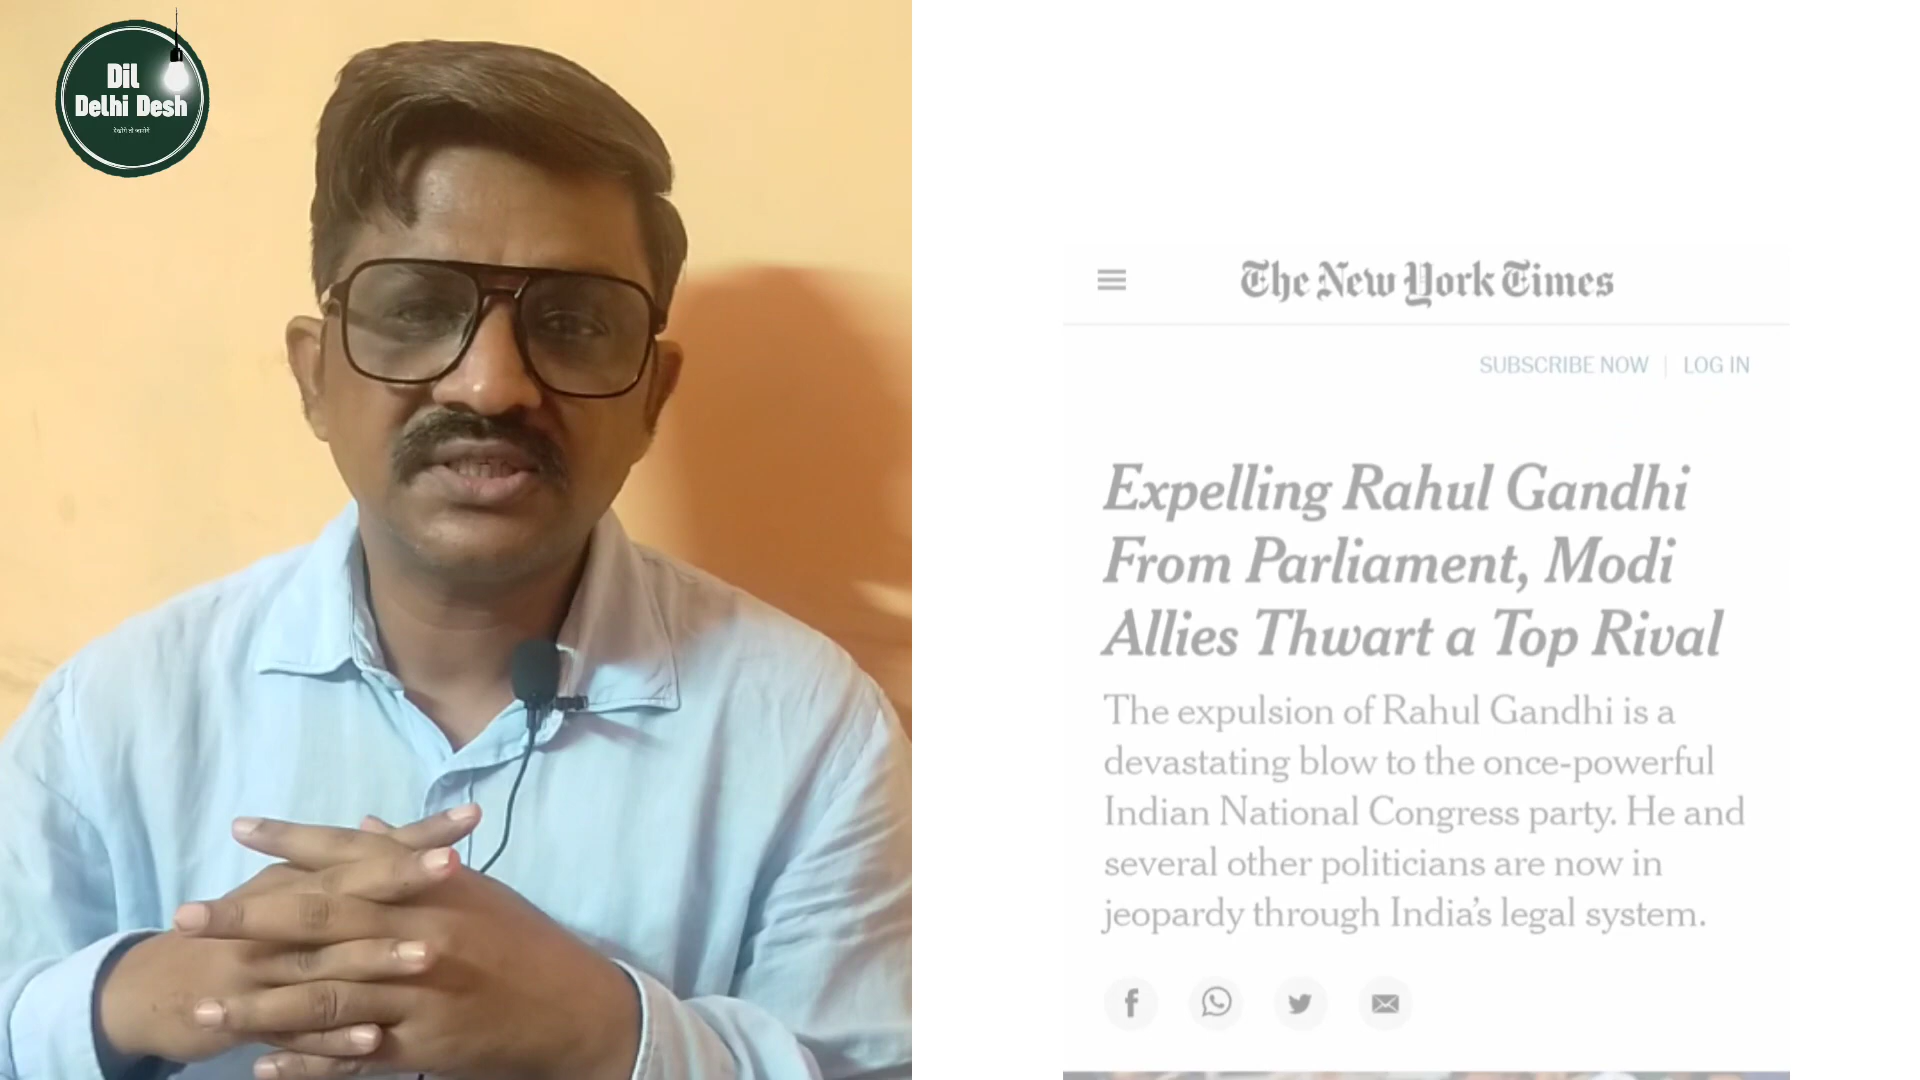 Dil
Delhi Desh
देखोगे तो जानोगे
The New York Times
SUBSCRIBE NOW | LOG IN
Expelling Rahul Gandhi
From Parliament, Modi
Allies Thwart a Top Rival
The expulsion of Rahul Gandhi is a
devastating blow to the once-powerful
Indian National Congress party. He and
several other politicians are now in
jeopardy through India's legal system.